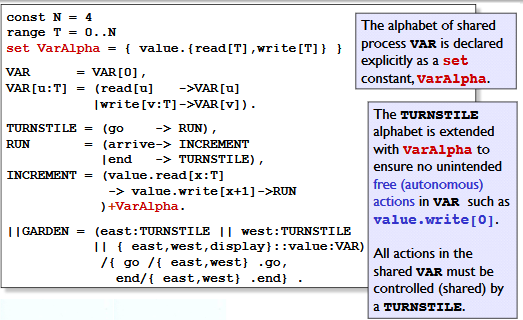 const N = 4
range T = 0..N
set VarAlpha = { value.{read[T],write[T]} }
VAR = VAR[0],
VAR[u:T] = (read[u] ->VAR[u]
|write[v:T]->VAR[v]).
TURNSTILE = (go -> RUN),
RUN = (arrive-> INCREMENT
|end -> TURNSTILE),
INCREMENT = (value.read[x:T]
-> value.write[x+1]->RUN
)+VarAlpha.
||GARDEN = (east:TURNSTILE || west:TURNSTILE
|| { east,west,display}::value:VAR)
/{ go /{ east,west} .go,
end/{ east,west} .end} .
The alphabet of shared
process VAR is declared
explicitly as a set
constant, VarAlpha.
The TURNSTILE
alphabet is extended
with VarAlpha to
ensure no unintended
free (autonomous)
actions in VAR such as
value.write[0].
All actions in the
shared VAR must be
controlled (shared) by
a TURNSTILE.